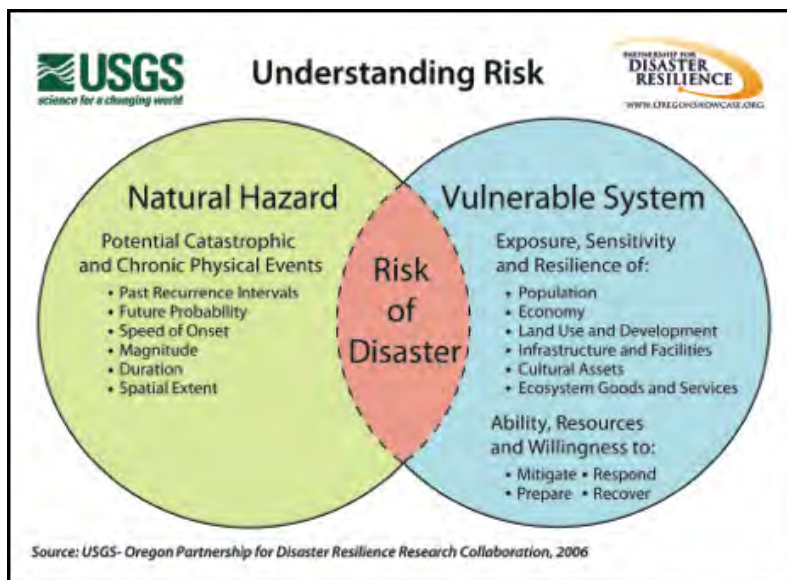 USGS
science for a changing world
Understanding Risk
PARTNERSHIP FOR
DISASTER
RESILIENCE
WWW.OREGONSHOWCASE.ORG
Natural Hazard
Potential Catastrophic
and Chronic Physical Events
• Past Recurrence Intervals
• Future Probability
• Speed of Onset
• Magnitude
• Duration
• Spatial Extent
Risk
of
Disaster
Vulnerable System
Exposure, Sensitivity
and Resilience of:
• Population
• Economy
• Land Use and Development
• Infrastructure and Facilities
• Cultural Assets
• Ecosystem Goods and Services
Ability, Resources
and Willingness to:
• Mitigate • Respond
• Prepare • Recover
Source: USGS- Oregon Partnership for Disaster Resilience Research Collaboration, 2006